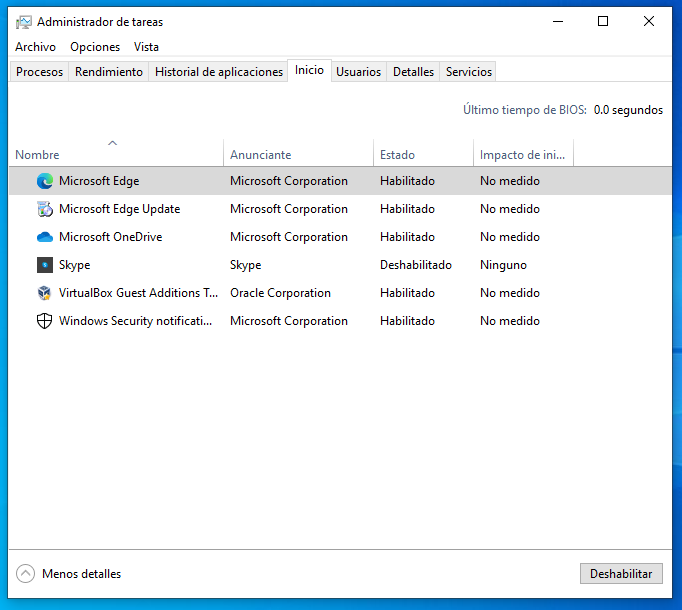 Administrador de tareas
Archivo Opciones Vista
Procesos Rendimiento Historial de aplicaciones Inicio Usuarios Detalles Servicios
Último tiempo de BIOS: 0.0 segundos
Nombre Anunciante Estado Impacto de ini...
Microsoft Edge Microsoft Corporation Habilitado No medido
Microsoft Edge Update Microsoft Corporation Habilitado No medido
Microsoft OneDrive Microsoft Corporation Habilitado No medido
Skype Skype Deshabilitado Ninguno
VirtualBox Guest Additions T... Oracle Corporation Habilitado No medido
Windows Security notificati... Microsoft Corporation Habilitado No medido
Menos detalles Deshabilitar